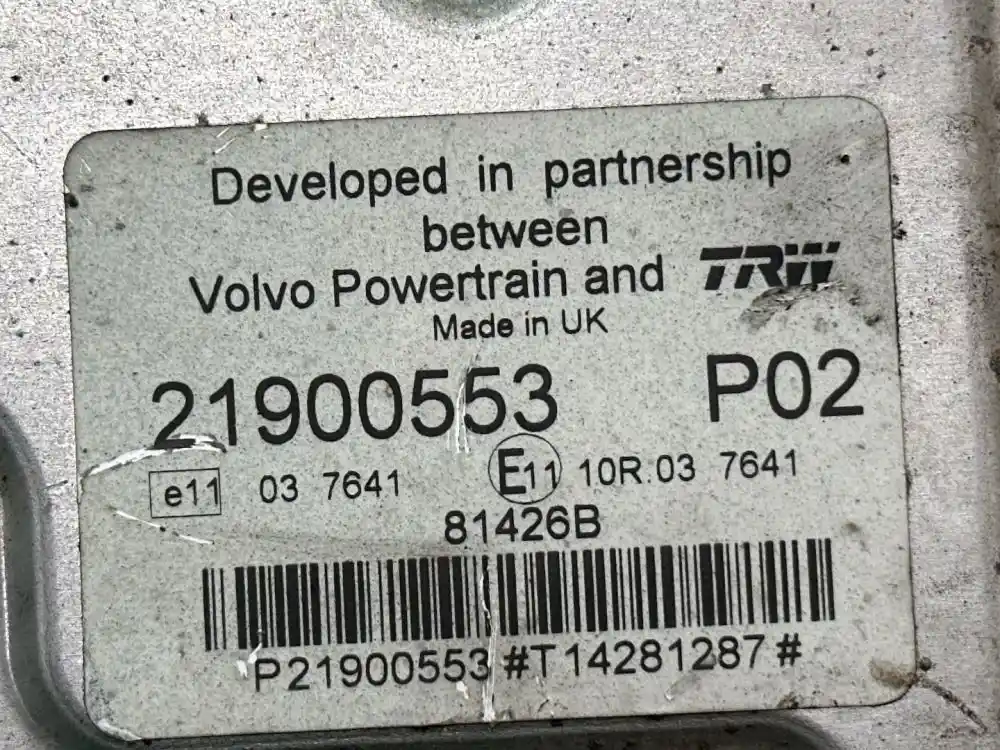 Developed in partnership
between
Volvo Powertrain and TRW
Made in UK
21900553 P02
e11 03 7641 E11 10R.03 7641
81426B
P21900553#T14281287#